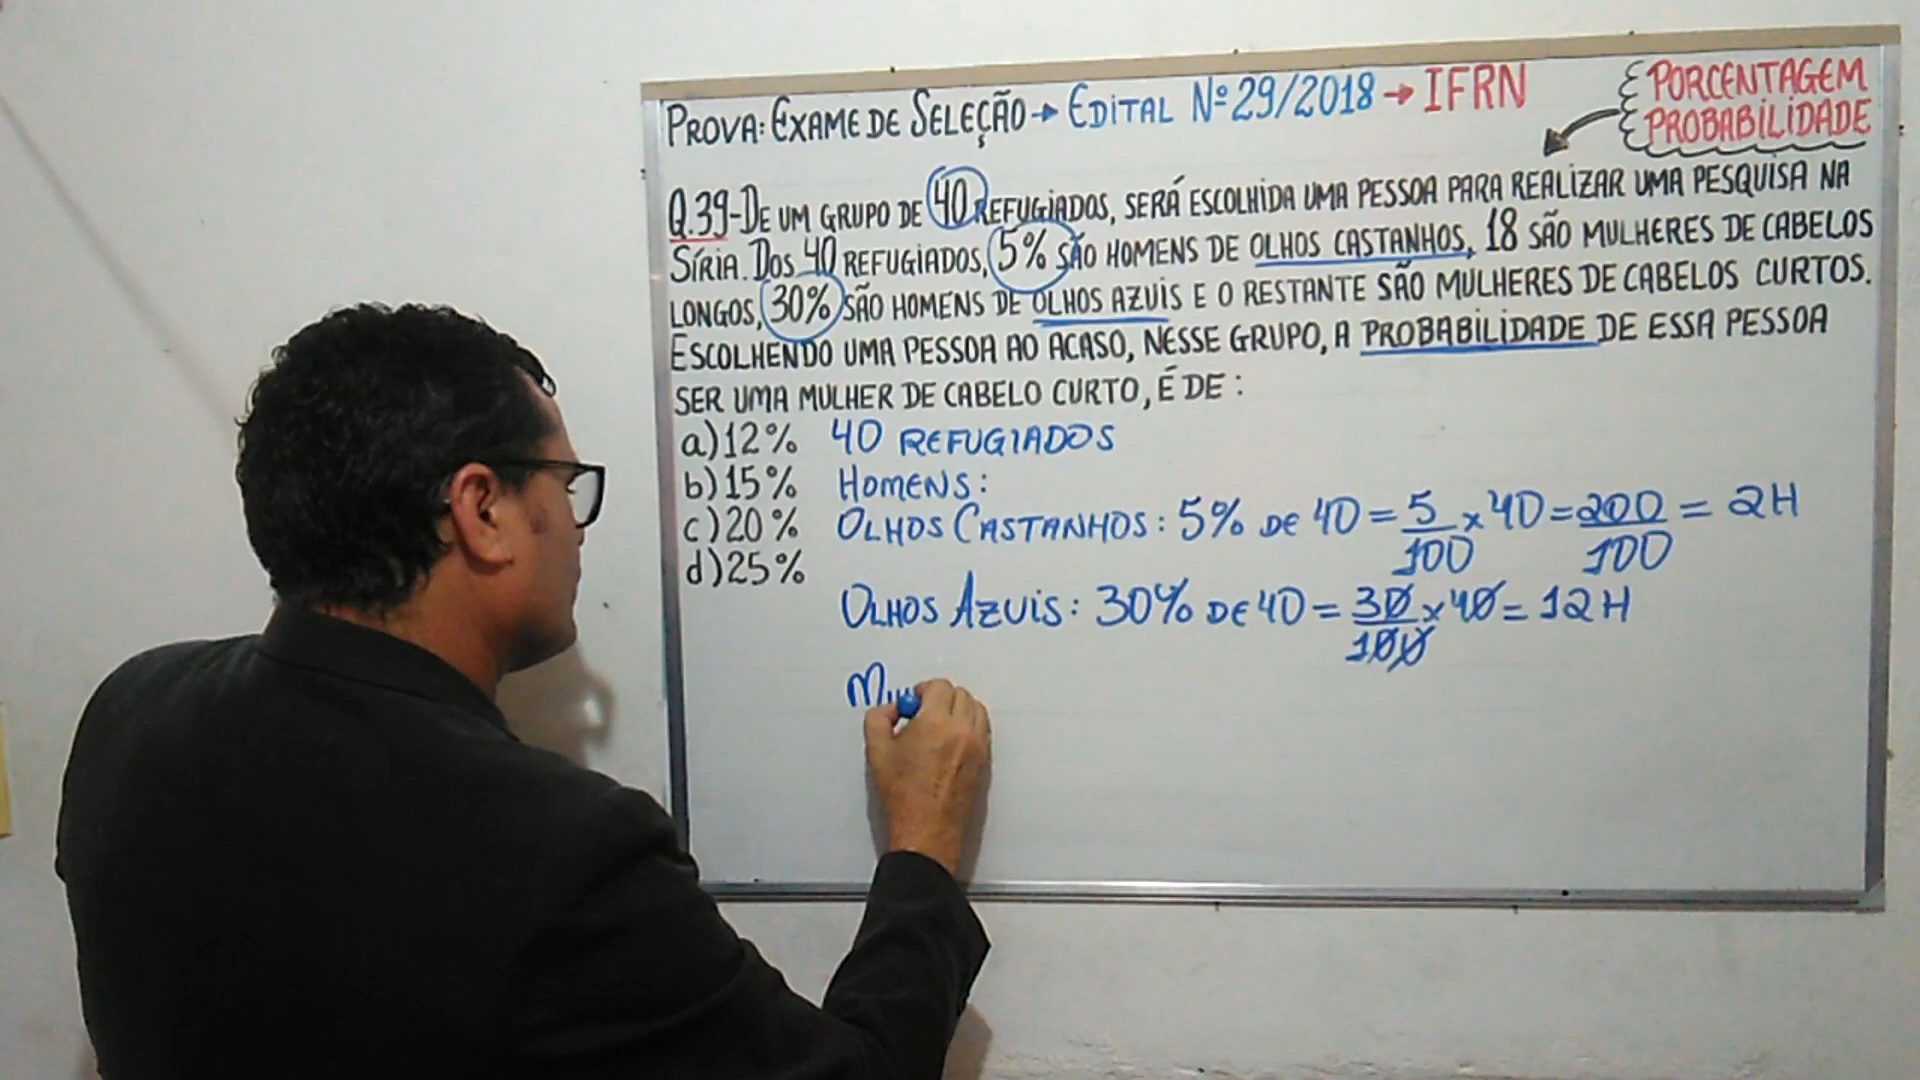 PROVA: EXAME DE SELEÇÃO → EDITAL Nº 29/2018 → IFRN
PORCENTAGEM
PROBABILIDADE
Q.39-DE UM GRUPO DE 40 REFUGIADOS, SERÁ ESCOLHIDA UMA PESSOA PARA REALIZAR UMA PESQUISA NA
SÍRIA. DOS 40 REFUGIADOS, 5% SÃO HOMENS DE OLHOS CASTANHOS, 18 SÃO MULHERES DE CABELOS
LONGOS, 30% SÃO HOMENS DE OLHOS AZUIS E O RESTANTE SÃO MULHERES DE CABELOS CURTOS.
ESCOLHENDO UMA PESSOA AO ACASO, NESSE GRUPO, A PROBABILIDADE DE ESSA PESSOA
SER UMA MULHER DE CABELO CURTO, É DE:
a) 12%
b) 15%
c) 20%
d) 25%
40 REFUGIADOS
HOMENS:
OLHOS CASTANHOS: 5% DE 40 = 5/100 x 40 = 200/100 = 2H
OLHOS AZUIS: 30% DE 40 = 30/100 x 40 = 12H